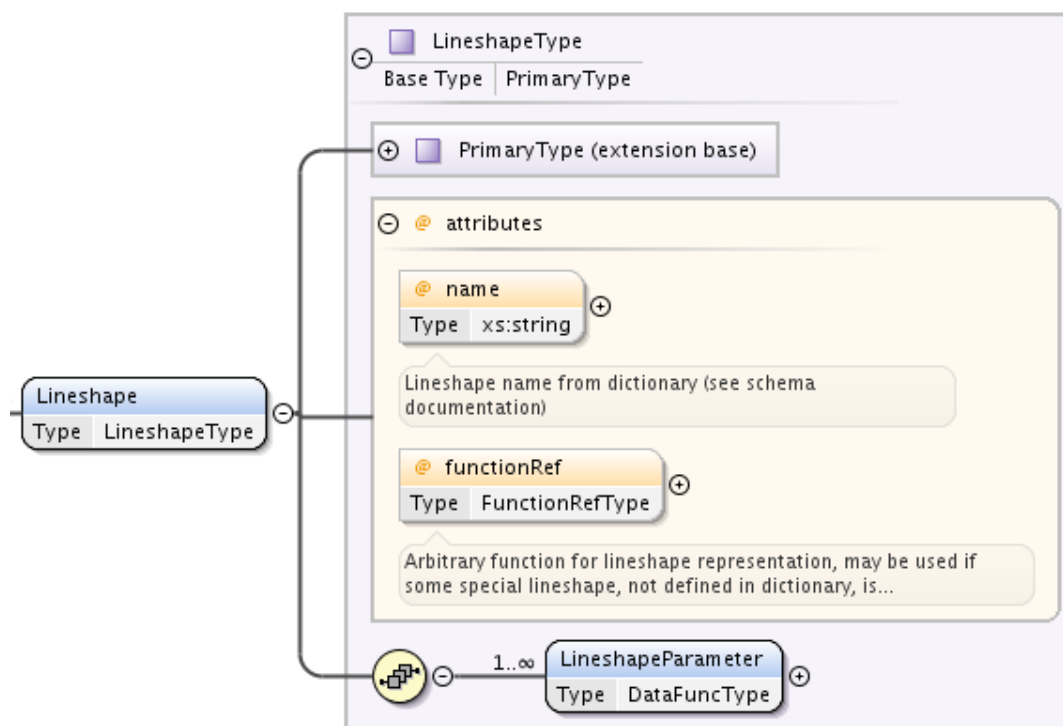 LineshapeType
Base Type PrimaryType
PrimaryType (extension base)
@ attributes
@ name
Type xs:string
Lineshape name from dictionary (see schema
documentation)
Lineshape
Type LineshapeType
@ functionRef
Type FunctionRefType
Arbitrary function for lineshape representation, may be used if
some special lineshape, not defined in dictionary, is...
1..∞
LineshapeParameter
Type DataFuncType